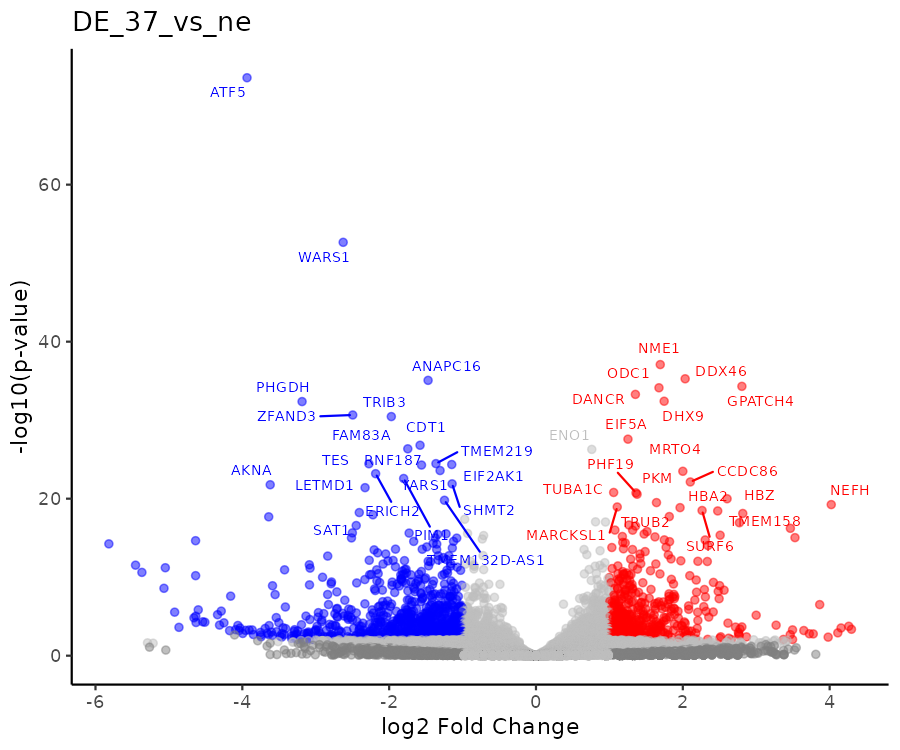 DE_37_vs_ne
ATF5
60
WARS1
40
NME1
ANAPC16
ODC1
DDX46
PHGDH
DANCR
GPATCH4
TRIB3
ZFAND3
DHX9
EIF5A
CDT1
FAM83A
ENO1
MRTO4
TMEM219
TES
RNF187
PHF19
AKNA
CCDC86
EIF2AK1
PKM
LETMD1
IARS1
TUBA1C
NEFH
HBA2
HBZ
20
ERICH2
SHMT2
TRUB2
TMEM158
SAT1
PIM1
MARCKSL1
SURF6
TMEM132D-AS1
0
-6
-4
-2
0
2
4
log2 Fold Change
-log10(p-value)